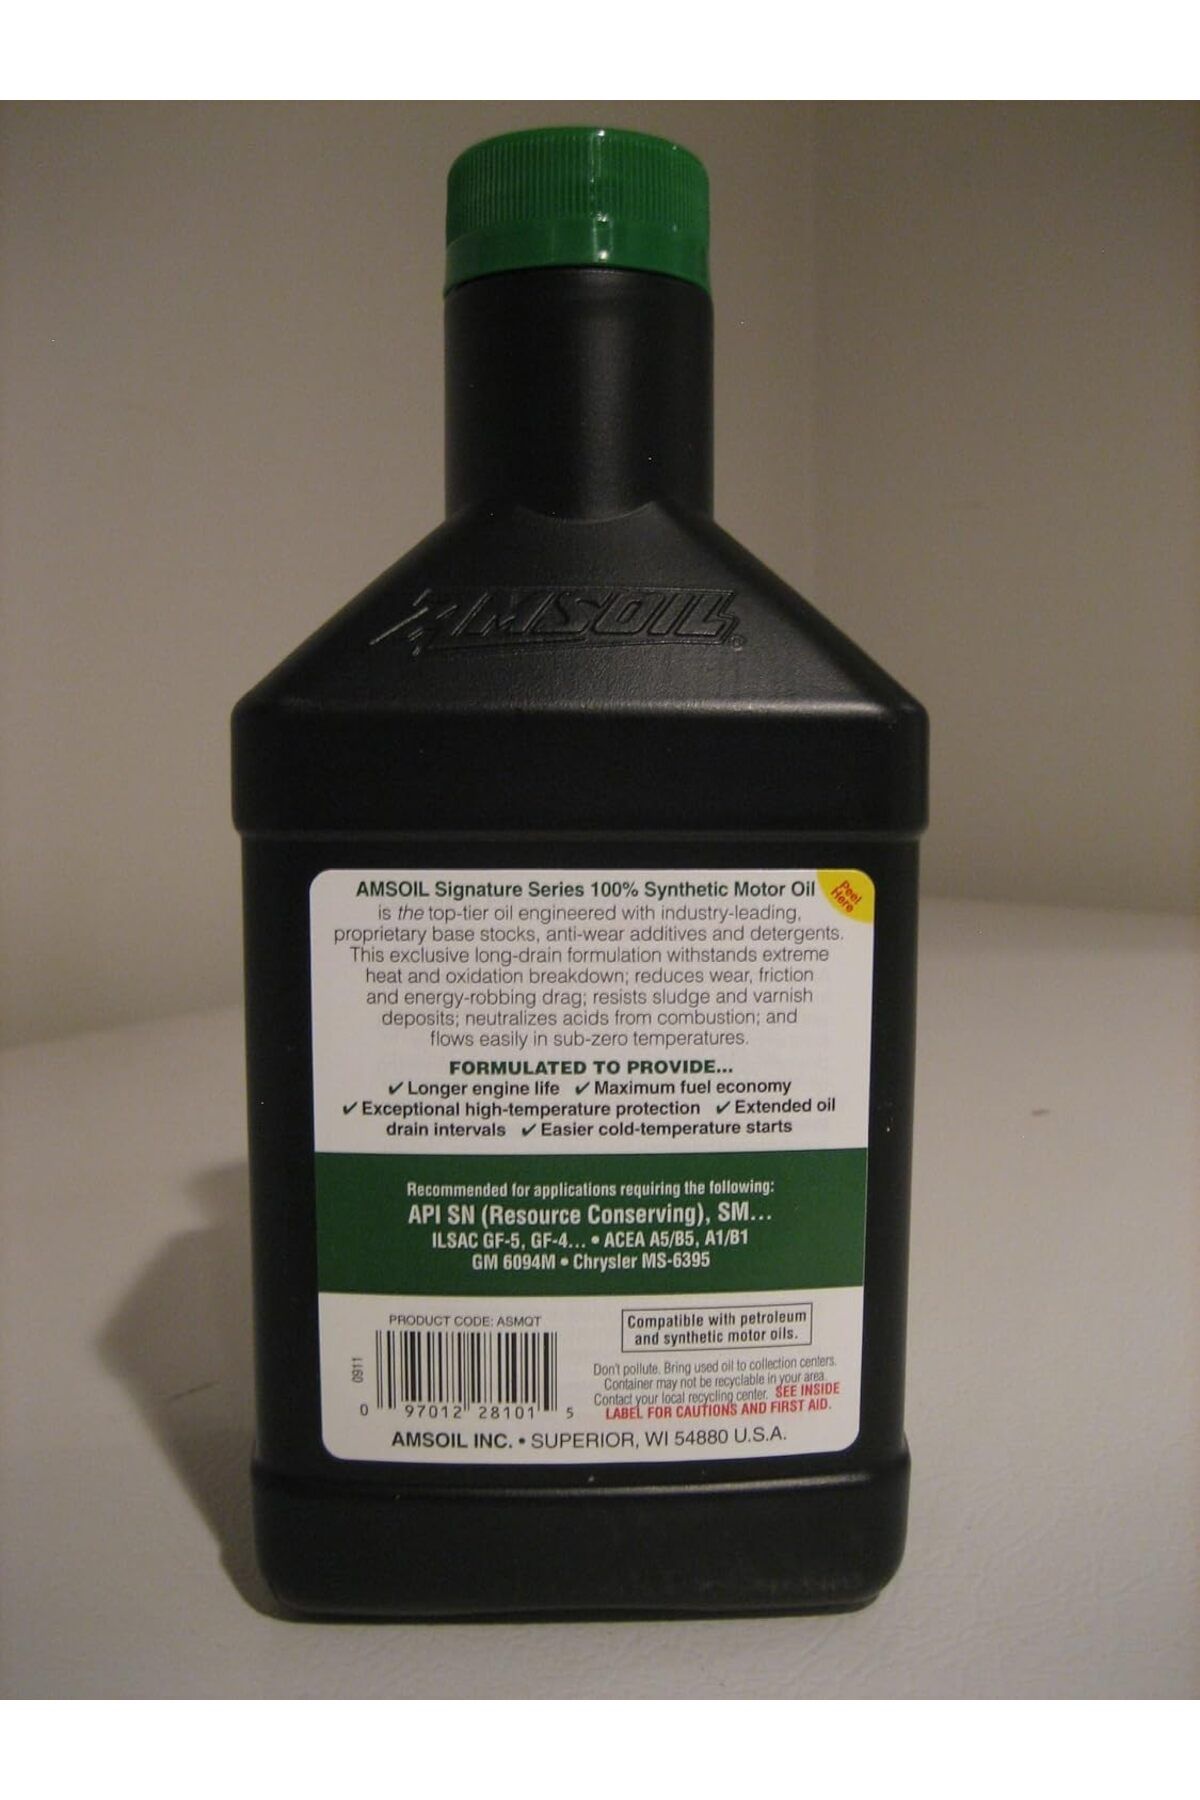 AMSOIL®
AMSOIL Signature Series 100% Synthetic Motor Oil
Peel
Here
is the top-tier oil engineered with industry-leading,
proprietary base stocks, anti-wear additives and detergents.
This exclusive long-drain formulation withstands extreme
heat and oxidation breakdown; reduces wear, friction
and energy-robbing drag; resists sludge and varnish
deposits; neutralizes acids from combustion; and
flows easily in sub-zero temperatures.
FORMULATED TO PROVIDE...
✔ Longer engine life ✔ Maximum fuel economy
✔ Exceptional high-temperature protection ✔ Extended oil
drain intervals ✔ Easier cold-temperature starts
Recommended for applications requiring the following:
API SN (Resource Conserving), SM...
ILSAC GF-5, GF-4... • ACEA A5/B5, A1/B1
GM 6094M • Chrysler MS-6395
PRODUCT CODE: ASMQT
0911
0 97012 28101 5
Compatible with petroleum
and synthetic motor oils.
Don't pollute. Bring used oil to collection centers.
Container may not be recyclable in your area.
Contact your local recycling center. SEE INSIDE
LABEL FOR CAUTIONS AND FIRST AID.
AMSOIL INC. • SUPERIOR, WI 54880 U.S.A.